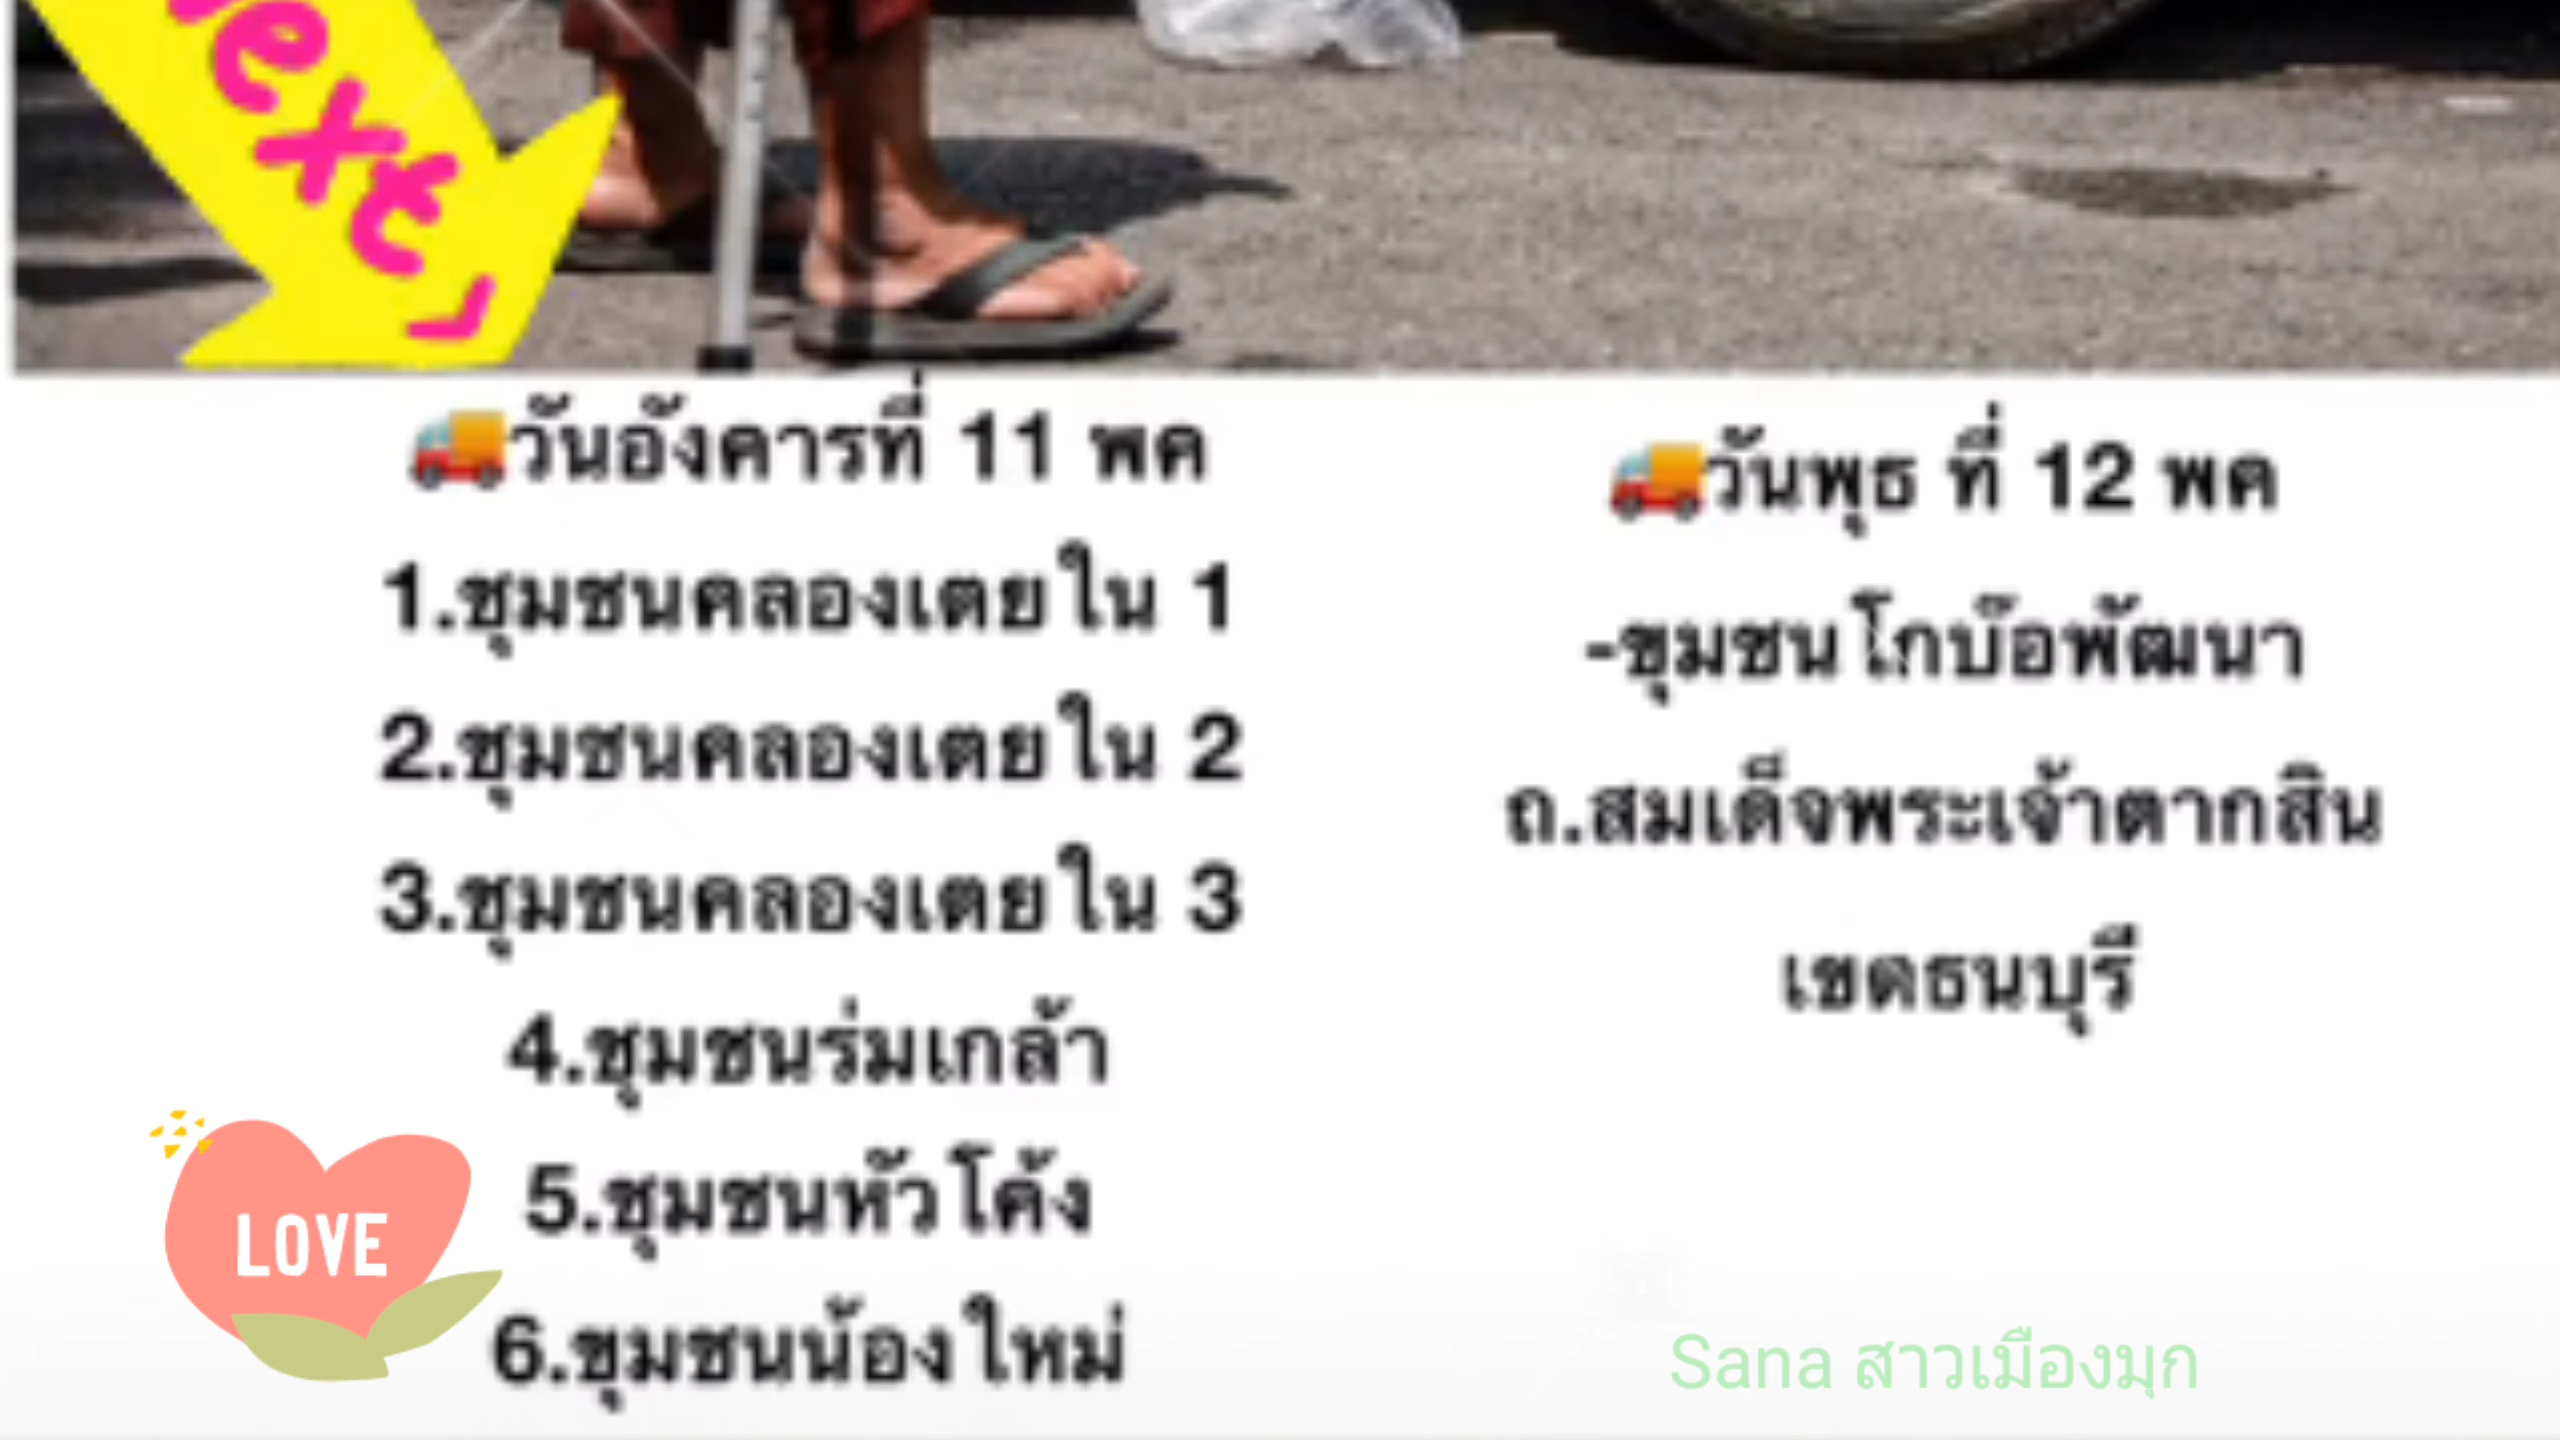 ext
วันอังคารที่ 11 พค
1.ชุมชนคลองเตยใน 1
2.ชุมชนคลองเตยใน 2
3.ชุมชนคลองเตยใน 3
4.ชุมชนร่มเกล้า
5.ชุมชนหัวโค้ง
6.ชุมชนน้องใหม่
วันพุธ ที่ 12 พค
-ชุมชนโกบ๊อพัฒนา
ถ.สมเด็จพระเจ้าตากสิน
เขตธนบุรี
LOVE
Sana สาวเมืองมุก